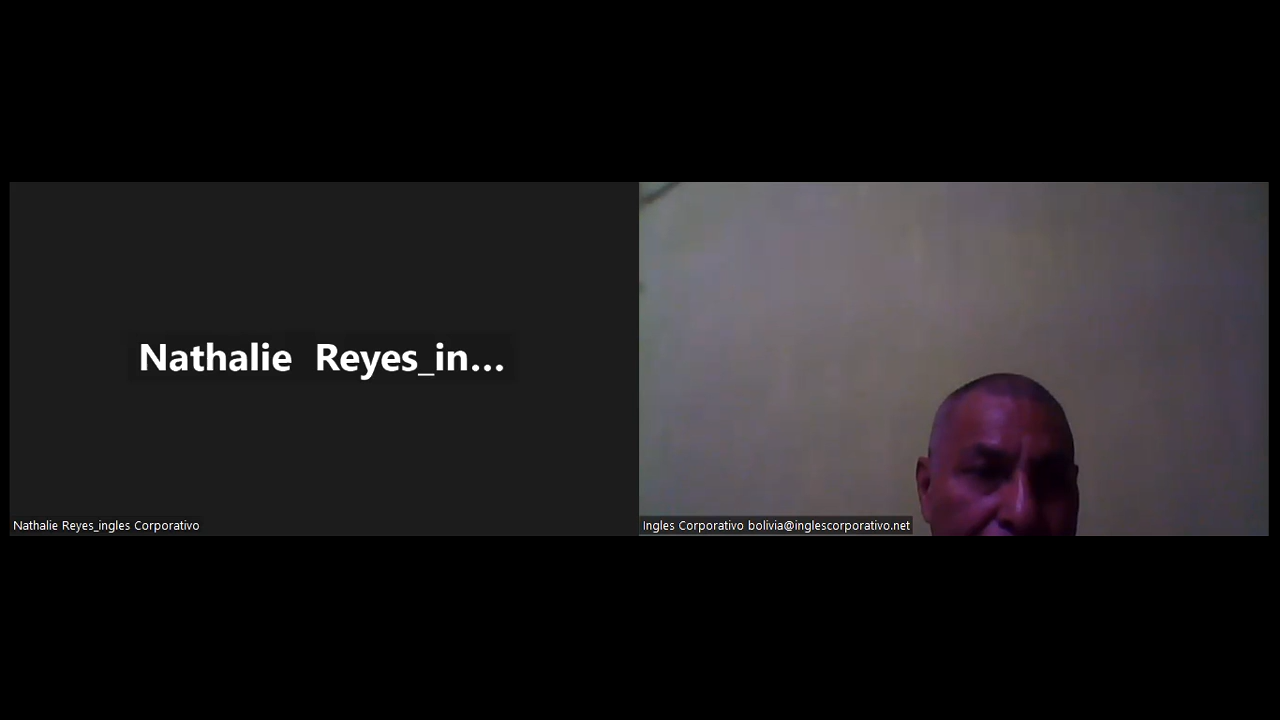 Nathalie Reyes_in...
Nathalie Reyes_ingles Corporativo
Ingles Corporativo bolivia@inglescorporativo.net